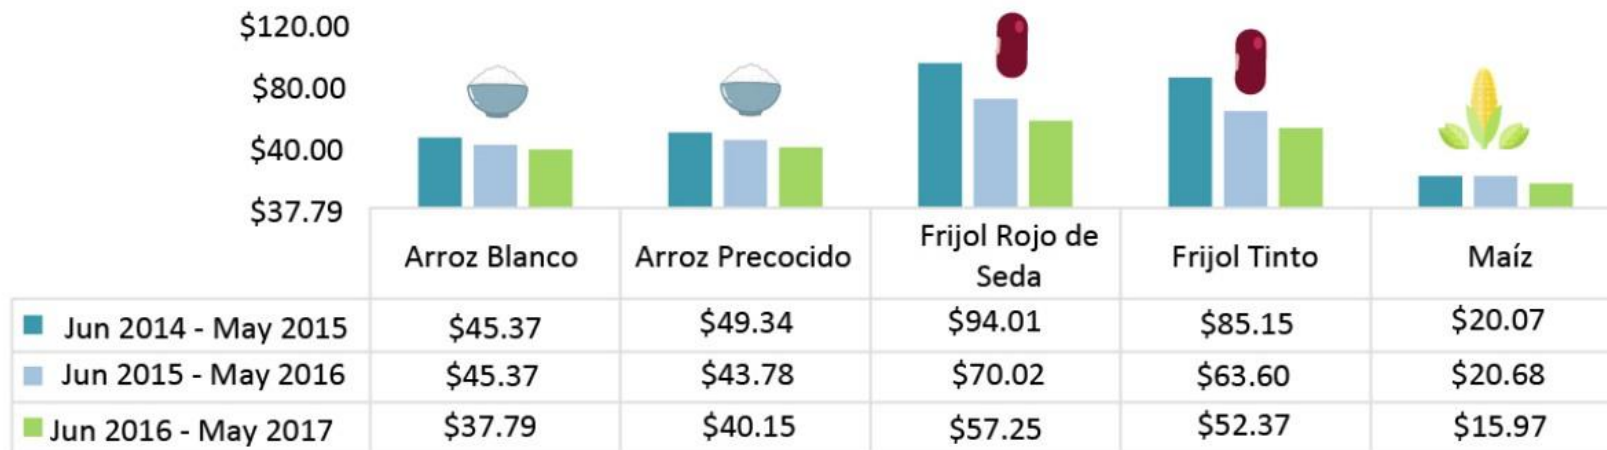 $120.00
$80.00
$40.00
$37.79
Arroz Blanco Arroz Precocido Frijol Rojo de Seda Frijol Tinto Maíz
Jun 2014 - May 2015 $45.37 $49.34 $94.01 $85.15 $20.07
Jun 2015 - May 2016 $45.37 $43.78 $70.02 $63.60 $20.68
Jun 2016 - May 2017 $37.79 $40.15 $57.25 $52.37 $15.97